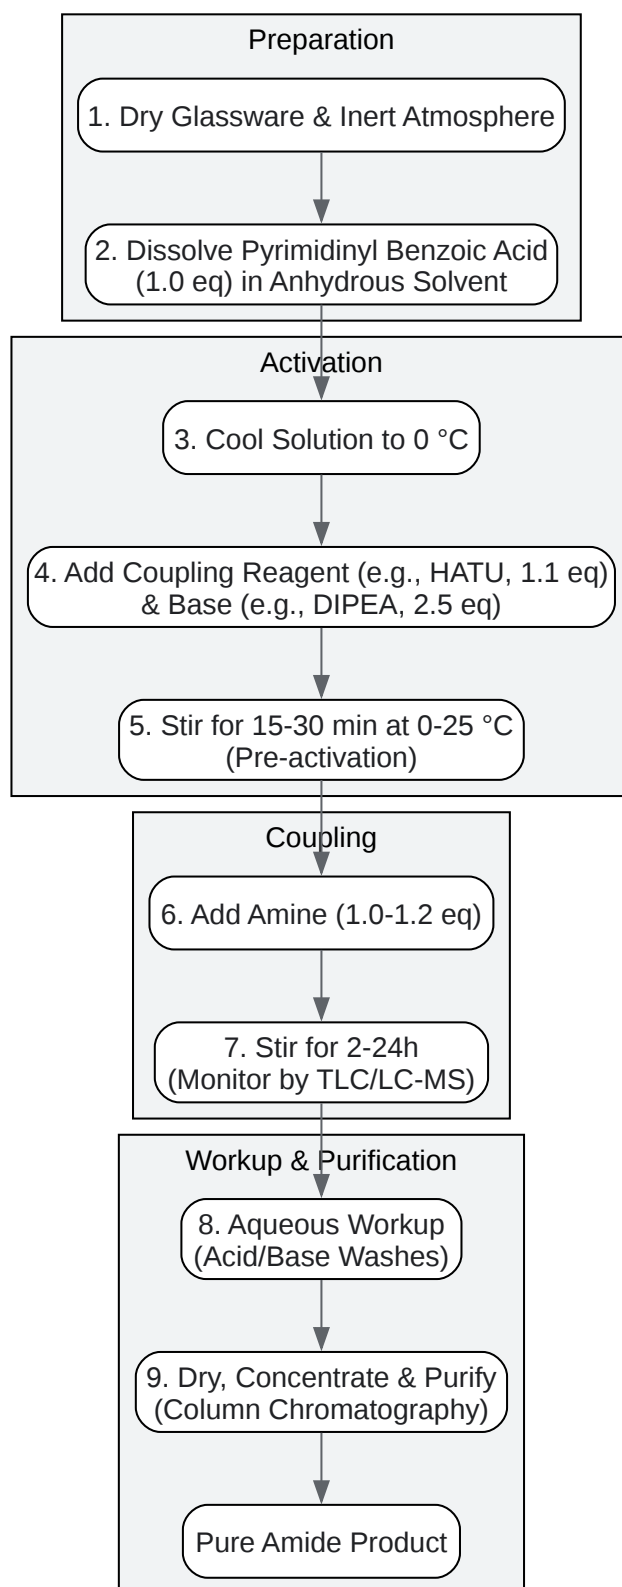 Preparation
1. Dry Glassware & Inert Atmosphere
2. Dissolve Pyrimidinyl Benzoic Acid
(1.0 eq) in Anhydrous Solvent
Activation
3. Cool Solution to 0 °C
4. Add Coupling Reagent (e.g., HATU, 1.1 eq)
& Base (e.g., DIPEA, 2.5 eq)
5. Stir for 15-30 min at 0-25 °C
(Pre-activation)
Coupling
6. Add Amine (1.0-1.2 eq)
7. Stir for 2-24h
(Monitor by TLC/LC-MS)
Workup & Purification
8. Aqueous Workup
(Acid/Base Washes)
9. Dry, Concentrate & Purify
(Column Chromatography)
Pure Amide Product